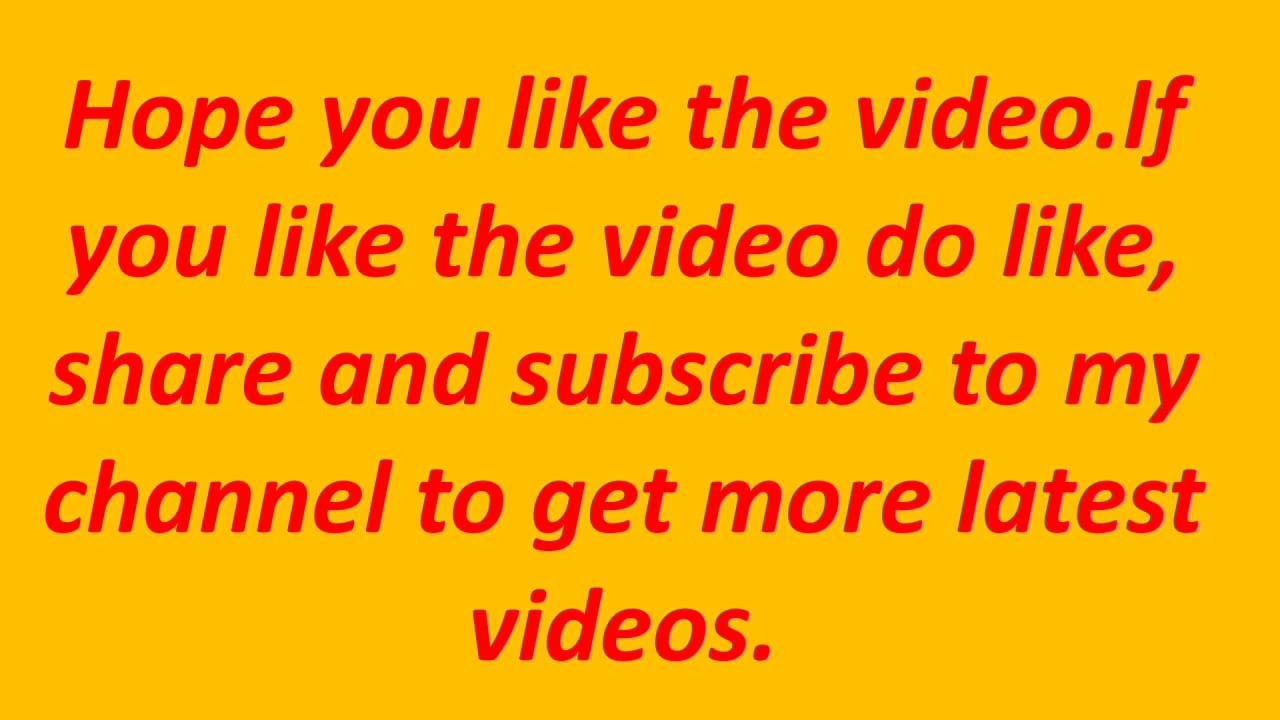 Hope you like the video.If
you like the video do like,
share and subscribe to my
channel to get more latest
videos.